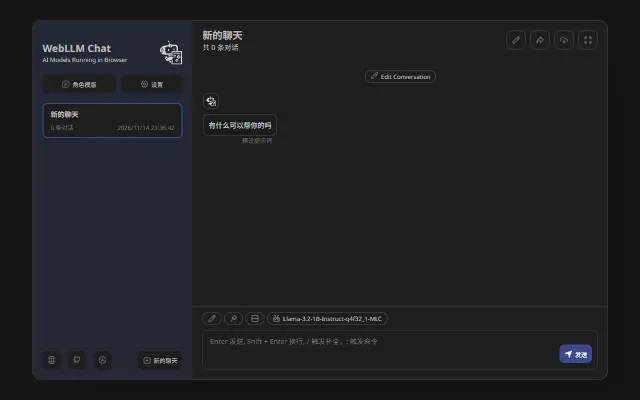 WebLLM Chat
AI Models Running in Browser
角色模版
设置
新的聊天
0 条对话
2026/11/14 23:36:42
新的聊天
新的聊天
共 0 条对话
Edit Conversation
有什么可以帮你的吗
预设提示词
Llama-3.2-1B-Instruct-q4f32_1-MLC
Enter 发送, Shift + Enter 换行, / 触发补全，: 触发命令
发送